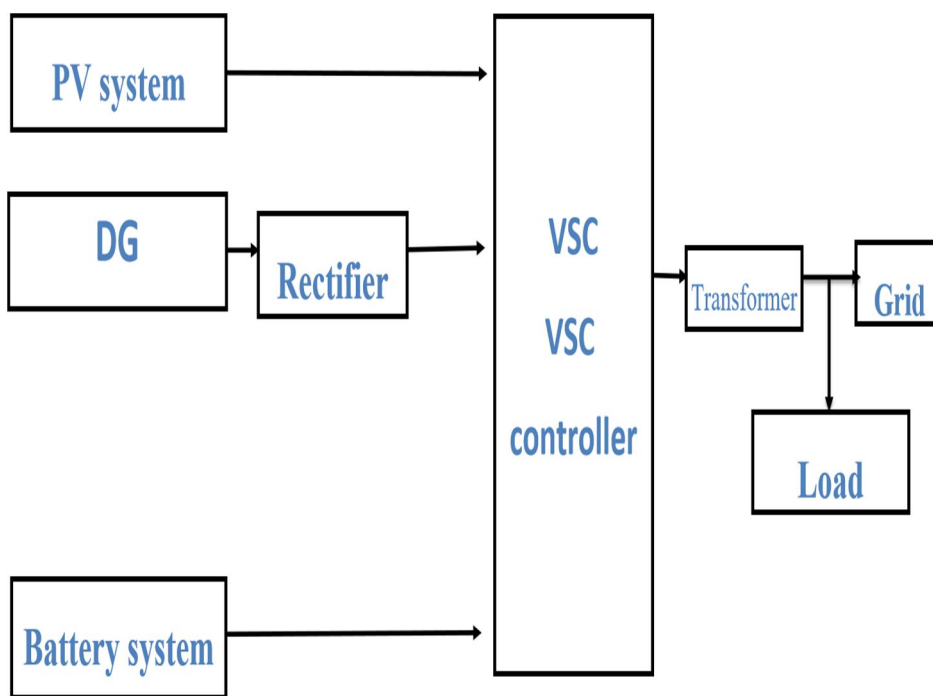 PV system
DG
Rectifier
VSC
VSC
controller
Transformer
Grid
Load
Battery system